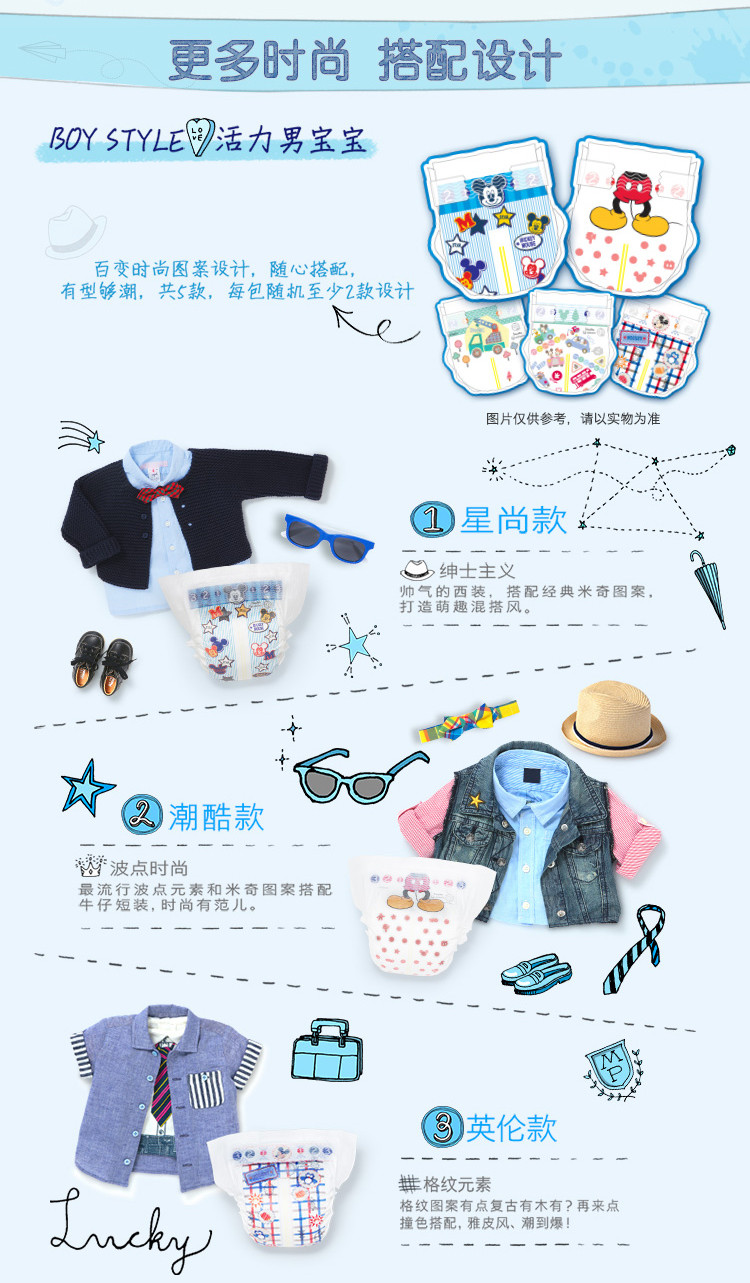 更多时尚 搭配设计
BOY STYLE LOVE 活力男宝宝
百变时尚图案设计，随心搭配，
有型够潮，共5款，每包随机至少2款设计
图片仅供参考，请以实物为准
1 星尚款
绅士主义
帅气的西装，搭配经典米奇图案，
打造萌趣混搭风。
2 潮酷款
波点时尚
最流行波点元素和米奇图案搭配
牛仔短装，时尚有范儿。
MP
3 英伦款
格纹元素
格纹图案有点复古有木有？再来点
撞色搭配，雅皮风、潮到爆！
Lucky